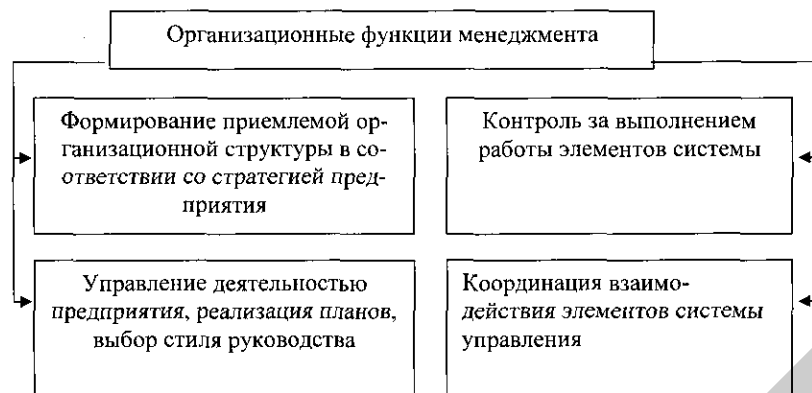 Организационные функции менеджмента
Формирование приемлемой ор-
ганизационной структуры в со-
ответствии со стратегией пред-
приятия
Контроль за выполнением
работы элементов системы
Управление деятельностью
предприятия, реализация планов,
выбор стиля руководства
Координация взаимо-
действия элементов системы
управления